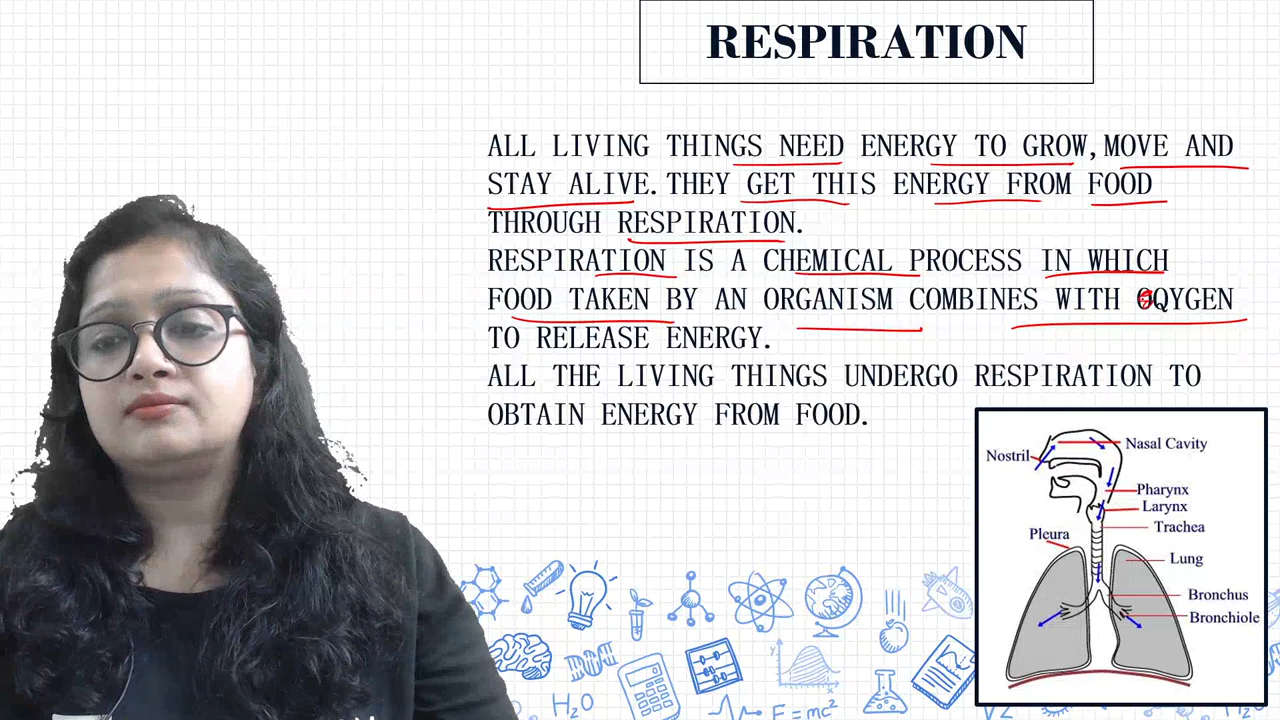 RESPIRATION
ALL LIVING THINGS NEED ENERGY TO GROW,MOVE AND
STAY ALIVE.THEY GET THIS ENERGY FROM FOOD
THROUGH RESPIRATION.
RESPIRATION IS A CHEMICAL PROCESS IN WHICH
FOOD TAKEN BY AN ORGANISM COMBINES WITH OQYGEN
TO RELEASE ENERGY.
ALL THE LIVING THINGS UNDERGO RESPIRATION TO
OBTAIN ENERGY FROM FOOD.
Nasal Cavity
Nostril
Pharynx
Larynx
Trachea
Pleura
Lung
Bronchus
Bronchiole
H₂O
E=mc²